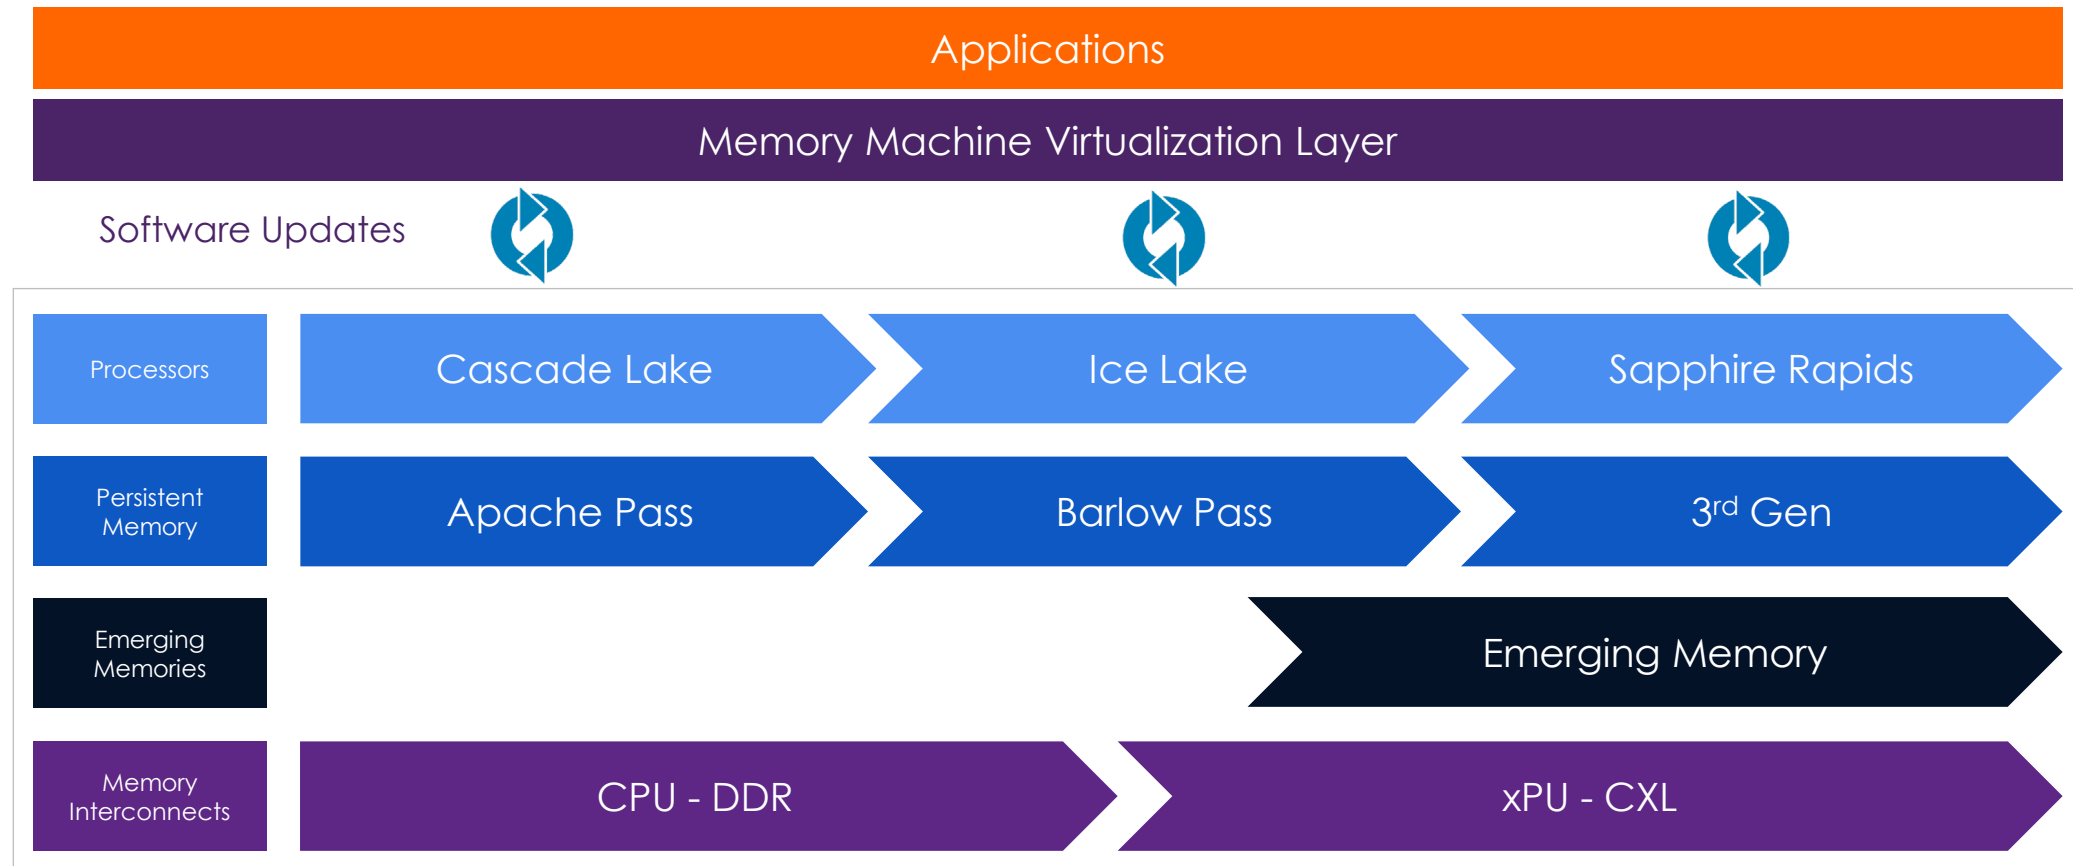 Applications
Memory Machine Virtualization Layer
Software Updates
Processors
Cascade Lake
Ice Lake
Sapphire Rapids
Persistent
Memory
Apache Pass
Barlow Pass
3rd Gen
Emerging
Memories
Emerging Memory
Memory
Interconnects
CPU - DDR
xPU - CXL